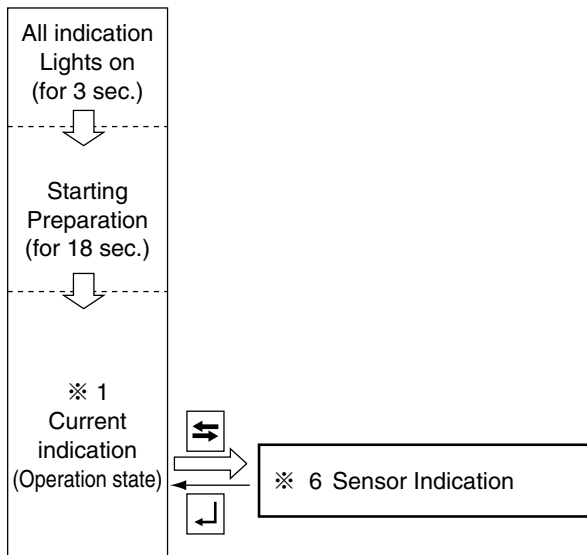 All indication
Lights on
(for 3 sec.)
Starting
Preparation
(for 18 sec.)
※ 1
Current
indication
(Operation state)
※ 6 Sensor Indication